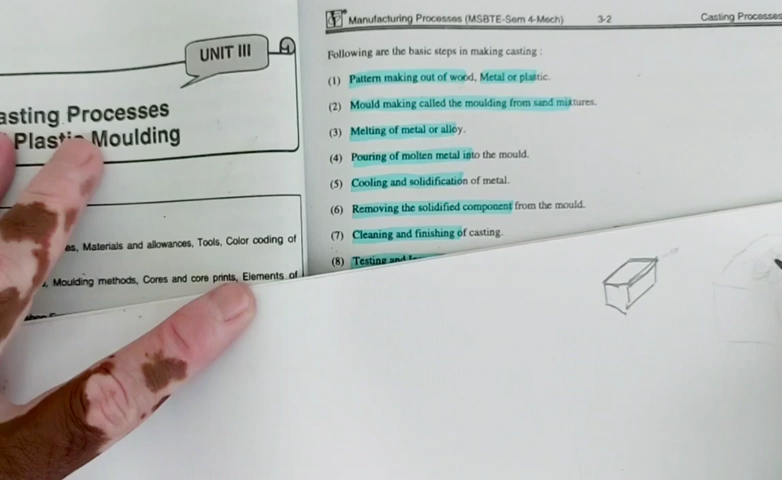 UNIT III
asting Processes
Plastic Moulding
es, Materials and allowances, Tools, Color coding of
, Moulding methods, Cores and core prints, Elements of
Manufacturing Processes (MSBTE-Sem 4-Mech) 3-2 Casting Processes
Following are the basic steps in making casting :
(1) Pattern making out of wood, Metal or plastic.
(2) Mould making called the moulding from sand mixtures.
(3) Melting of metal or alloy.
(4) Pouring of molten metal into the mould.
(5) Cooling and solidification of metal.
(6) Removing the solidified component from the mould.
(7) Cleaning and finishing of casting.
(8) Testing and